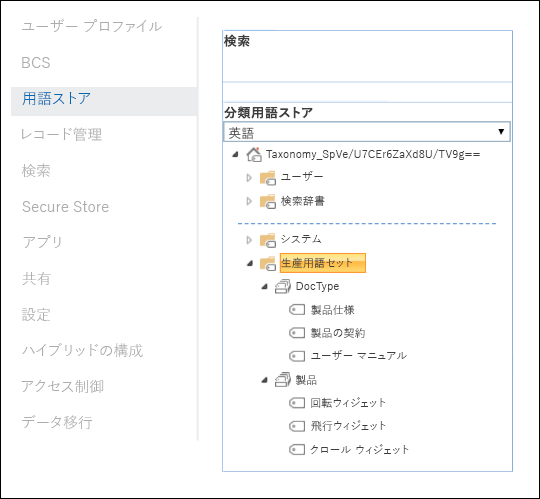 ユーザー プロファイル
BCS
用語ストア
レコード管理
検索
Secure Store
アプリ
共有
設定
ハイブリッドの構成
アクセス制御
データ移行
検索
分類用語ストア
英語
Taxonomy_SpVe/U7CEr6ZaXd8U/TV9g==
ユーザー
検索辞書
システム
生産用語セット
DocType
製品仕様
製品の契約
ユーザー マニュアル
製品
回転ウィジェット
飛行ウィジェット
クロール ウィジェット